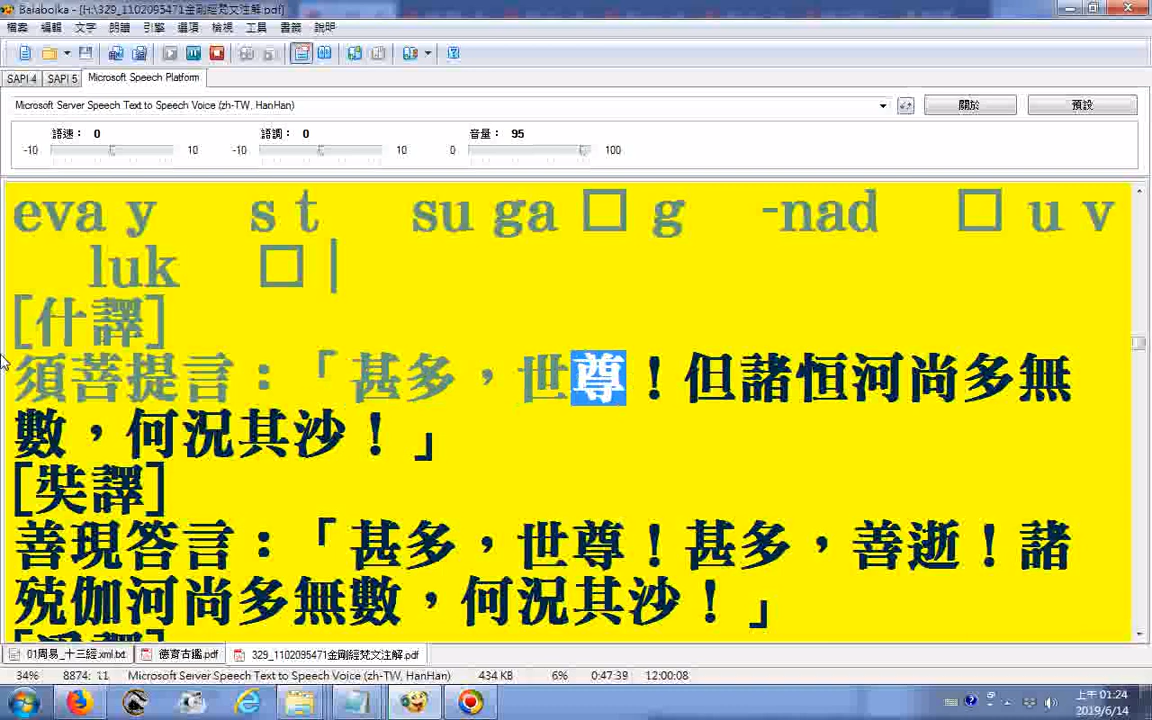 Balabolka - [H:\329_1102095471金剛經梵文注解.pdf]
檔案 編輯 文字 朗讀 引擎 選項 檢視 工具 書籤 說明
SAPI 4 SAPI 5 Microsoft Speech Platform
Microsoft Server Speech Text to Speech Voice (zh-TW, HanHan) 關於 預設
語速： 0 語調： 0 音量： 95
-10 10 -10 10 0 100
eva y s t su ga □ g -nad □ u v
luk □ |
[什譯]
須菩提言：「甚多，世尊！但諸恒河尚多無
數，何況其沙！」
[奘譯]
善現答言：「甚多，世尊！甚多，善逝！諸
殑伽河尚多無數，何況其沙！」
01周易_十三經.xml.txt 德育古鑑.pdf 329_1102095471金剛經梵文注解.pdf
34% 8874: 11 Microsoft Server Speech Text to Speech Voice (zh-TW, HanHan) 434 KB 6% 0:47:39 12:00:08
上午 01:24
2019/6/14